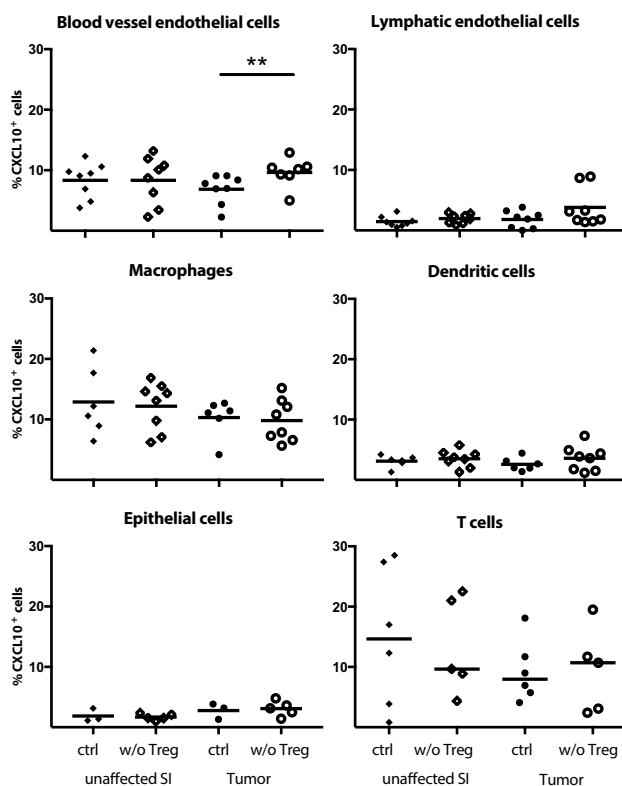 Blood vessel endothelial cells
Lymphatic endothelial cells
30
20
10
% CXCL10+ cells
**
30
20
10
Macrophages
Dendritic cells
30
20
10
% CXCL10+ cells
30
20
10
Epithelial cells
T cells
30
20
10
% CXCL10+ cells
30
20
10
ctrl w/o Treg ctrl w/o Treg
unaffected SI Tumor
ctrl w/o Treg ctrl w/o Treg
unaffected SI Tumor